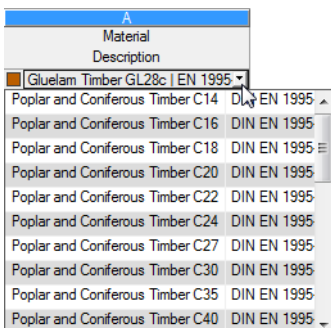 A
Material
Description
Gluelam Timber GL28c | EN 1995-
Poplar and Coniferous Timber C14 DIN EN 1995-
Poplar and Coniferous Timber C16 DIN EN 1995-
Poplar and Coniferous Timber C18 DIN EN 1995-
Poplar and Coniferous Timber C20 DIN EN 1995-
Poplar and Coniferous Timber C22 DIN EN 1995-
Poplar and Coniferous Timber C24 DIN EN 1995-
Poplar and Coniferous Timber C27 DIN EN 1995-
Poplar and Coniferous Timber C30 DIN EN 1995-
Poplar and Coniferous Timber C35 DIN EN 1995-
Poplar and Coniferous Timber C40 DIN EN 1995-